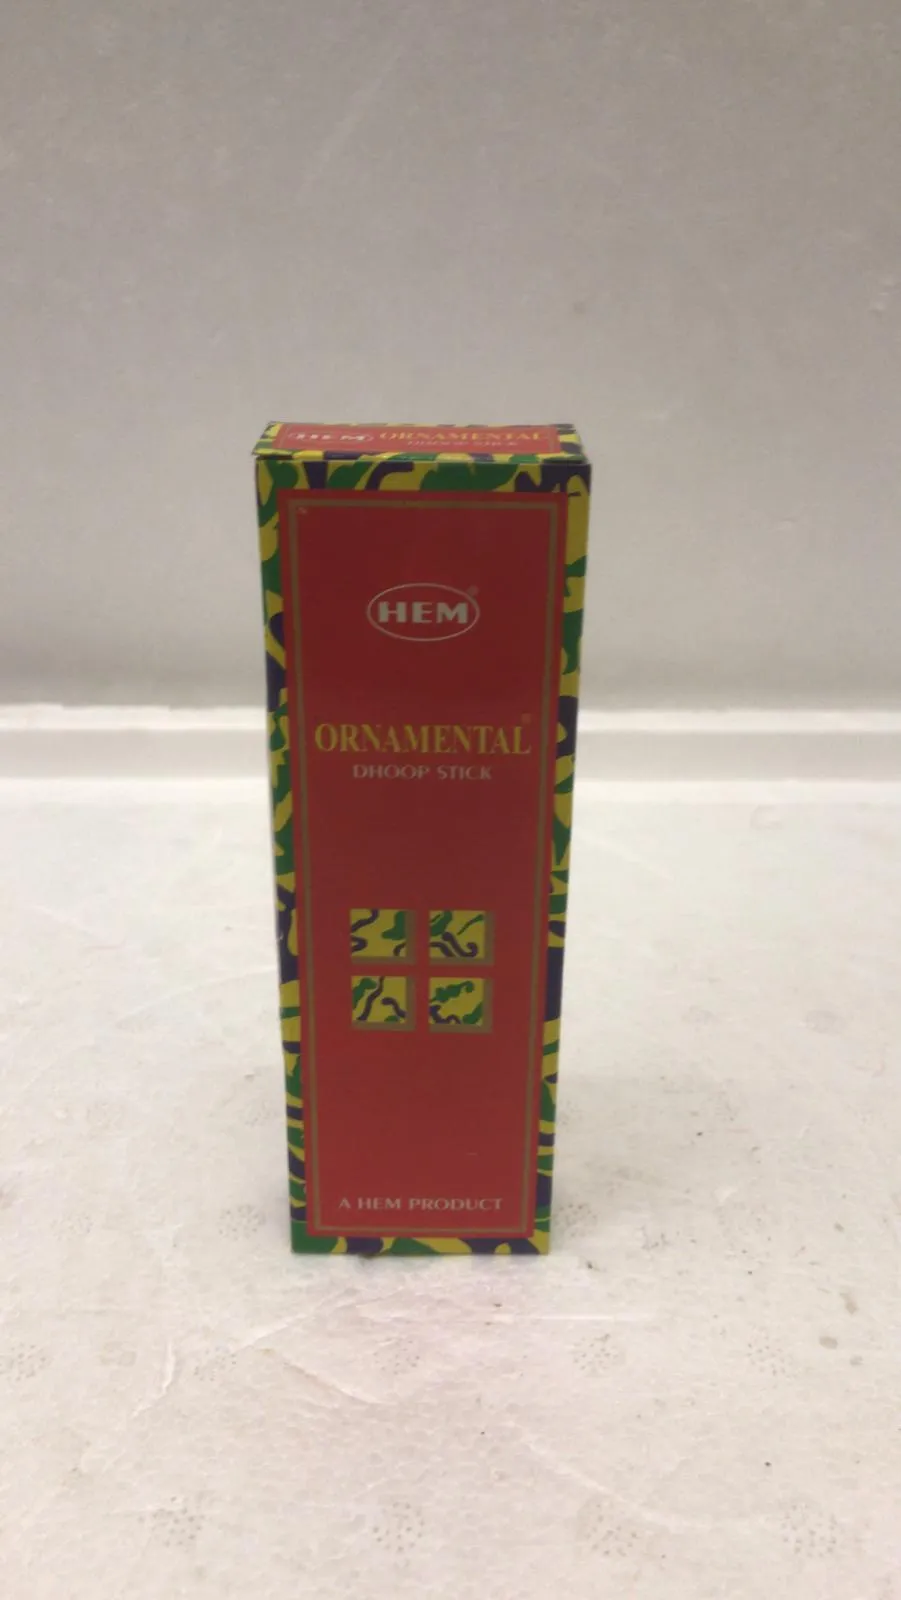 HEM ORNAMENTAL
DHOOP STICK
HEM®
ORNAMENTAL
DHOOP STICK
A HEM PRODUCT